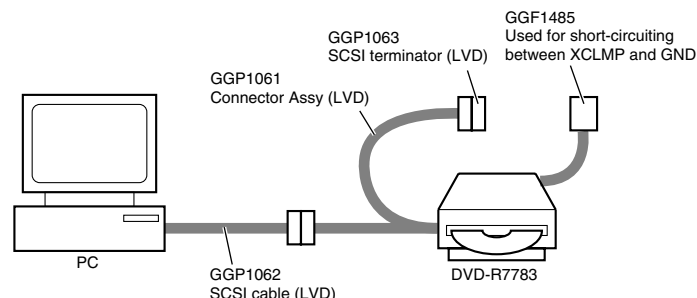 GGP1063
SCSI terminator (LVD)
GGF1485
Used for short-circuiting
between XCLMP and GND
GGP1061
Connector Assy (LVD)
PC
DVD-R7783
GGP1062
SCSI cable (LVD)